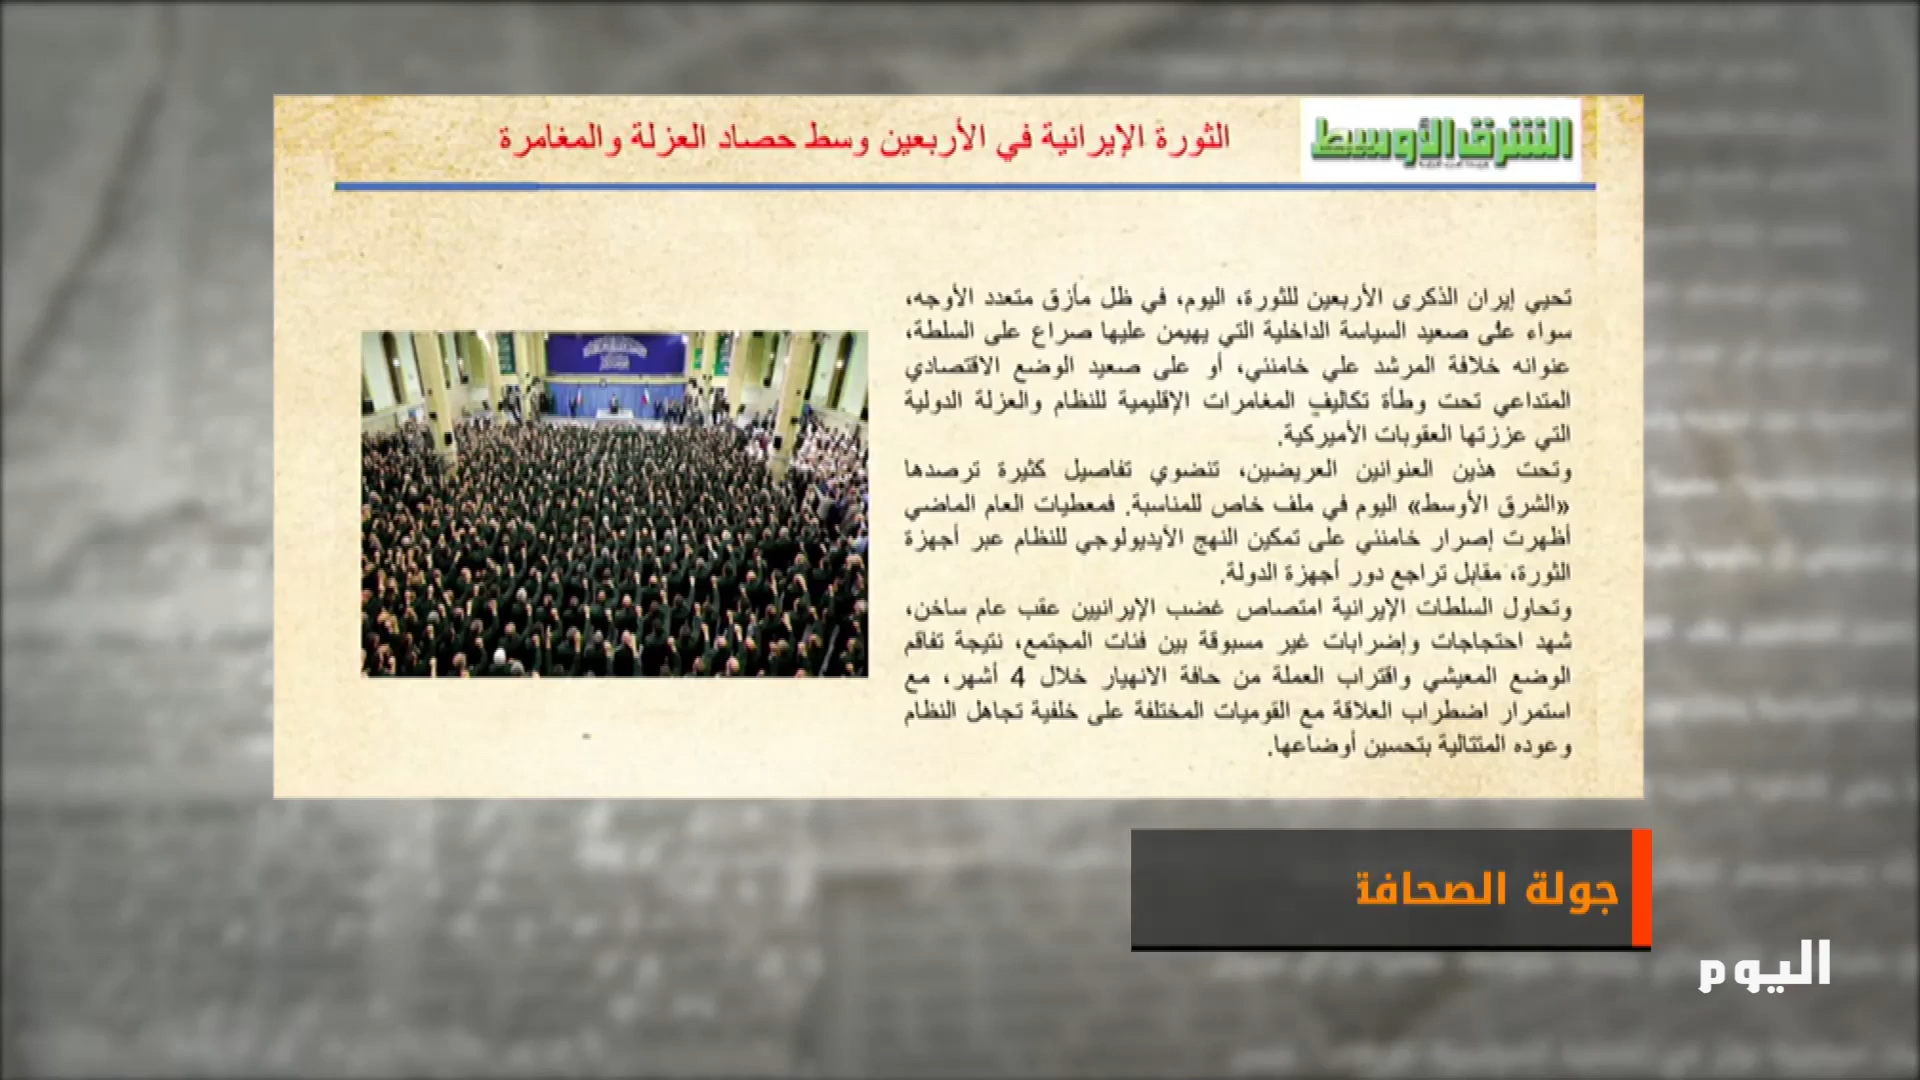 الشرق الأوسط
الثورة الإيرانية في الأربعين وسط حصاد العزلة والمغامرة
تحيي إيران الذكرى الأربعين للثورة، اليوم، في ظل مأزق متعدد الأوجه،
سواء على صعيد السياسة الداخلية التي يهيمن عليها صراع على السلطة،
عنوانه خلافة المرشد علي خامنئي، أو على صعيد الوضع الاقتصادي
المتداعي تحت وطأة تكاليف المغامرات الإقليمية للنظام والعزلة الدولية
التي عززتها العقوبات الأميركية.
وتحت هذين العنوانين العريضين، تنضوي تفاصيل كثيرة ترصدها
«الشرق الأوسط» اليوم في ملف خاص للمناسبة. فمعطيات العام الماضي
أظهرت إصرار خامنئي على تمكين النهج الأيديولوجي للنظام عبر أجهزة
الثورة، مقابل تراجع دور أجهزة الدولة.
وتحاول السلطات الإيرانية امتصاص غضب الإيرانيين عقب عام ساخن،
شهد احتجاجات وإضرابات غير مسبوقة بين فئات المجتمع، نتيجة تفاقم
الوضع المعيشي واقتراب العملة من حافة الانهيار خلال 4 أشهر، مع
استمرار اضطراب العلاقة مع القوميات المختلفة على خلفية تجاهل النظام
وعوده المتتالية بتحسين أوضاعها.
جولة الصحافة
اليوم